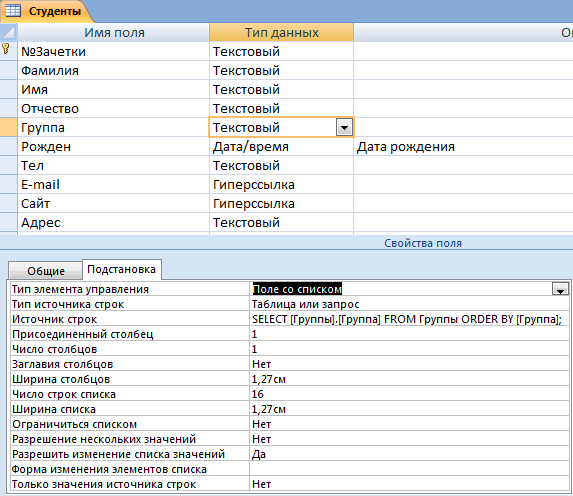 Студенты
Имя поля Тип данных О
№Зачетки Текстовый
Фамилия Текстовый
Имя Текстовый
Отчество Текстовый
Группа Текстовый
Рожден Дата/время Дата рождения
Тел Текстовый
E-mail Гиперссылка
Сайт Гиперссылка
Адрес Текстовый
Свойства поля
Общие Подстановка
Тип элемента управления Поле со списком
Тип источника строк Таблица или запрос
Источник строк SELECT [Группы].[Группа] FROM Группы ORDER BY [Группа];
Присоединенный столбец 1
Число столбцов 1
Заглавия столбцов Нет
Ширина столбцов 1,27см
Число строк списка 16
Ширина списка 1,27см
Ограничиться списком Нет
Разрешение нескольких значений Нет
Разрешить изменение списка значений Да
Форма изменения элементов списка
Только значения источника строк Нет